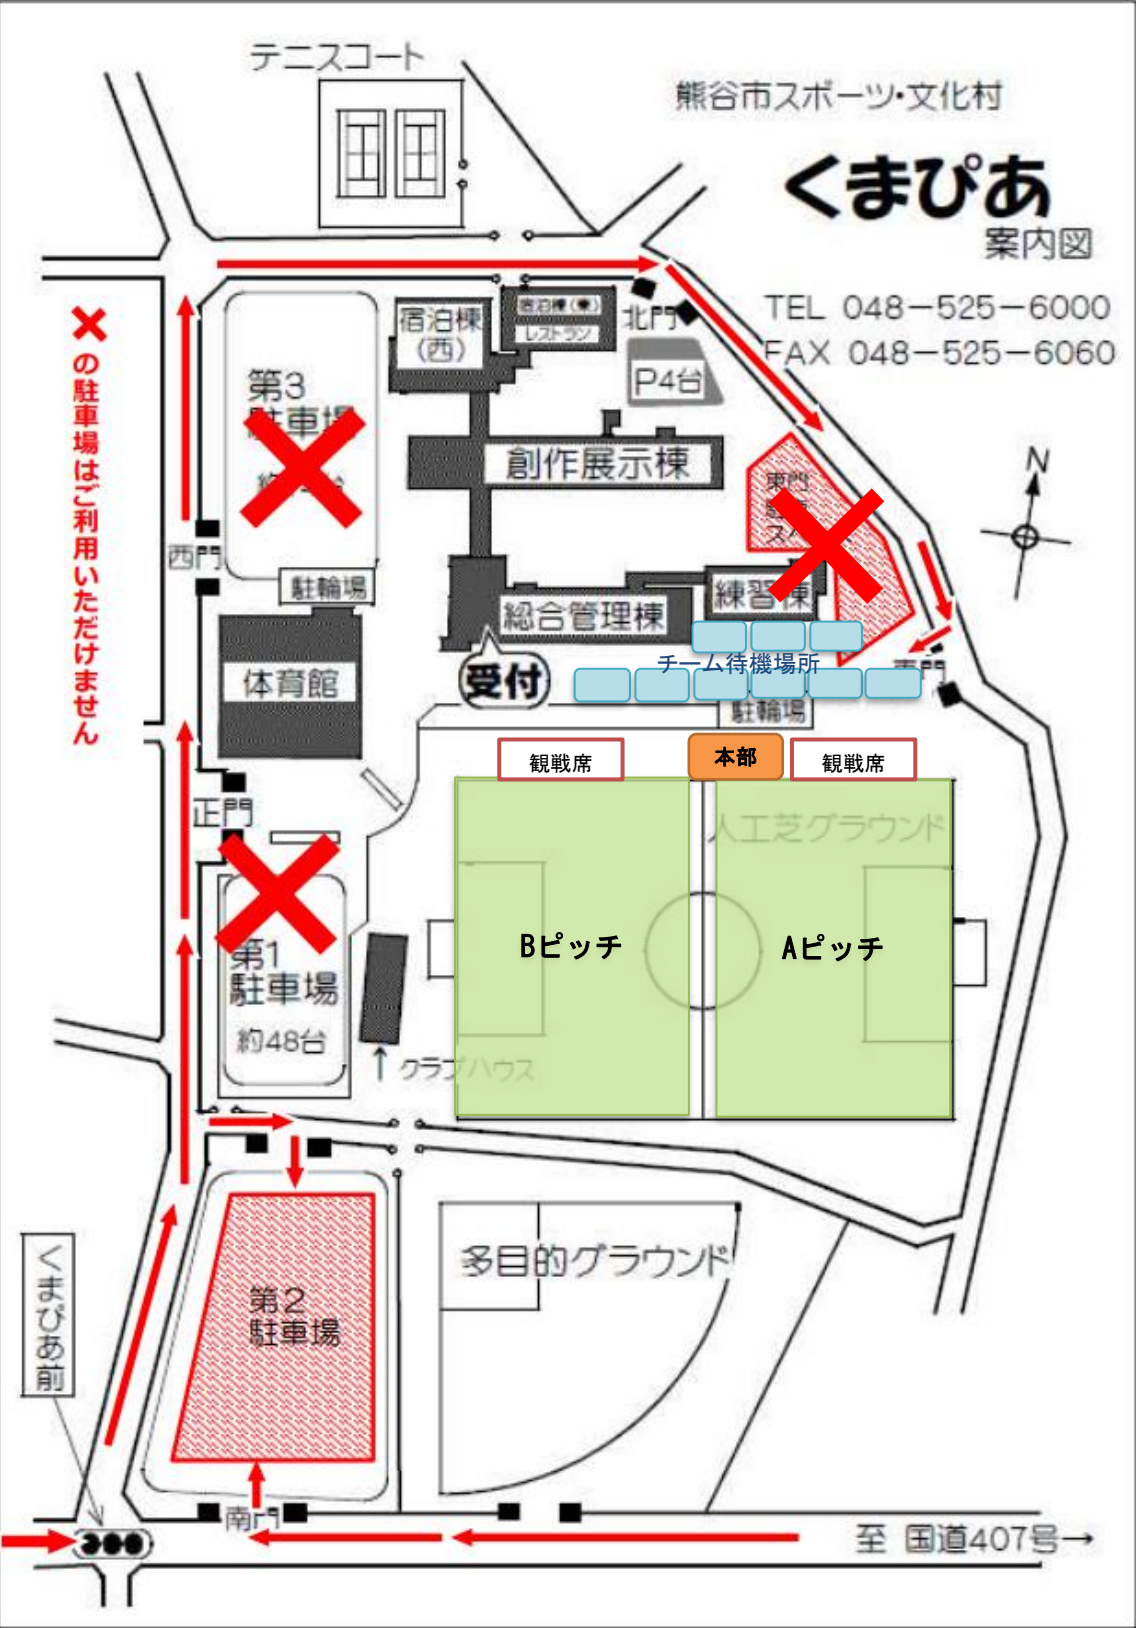 テニスコート
熊谷市スポーツ・文化村
くまぴあ
案内図
TEL 048-525-6000
FAX 048-525-6060
×の駐車場はご利用いただけません
宿泊棟
(西)
宿泊棟(東)
レストラン
北門
P4台
第3
駐車場
創作展示棟
東門
N
西門
駐輪場
総合管理棟
練習棟
体育館
受付
チーム待機場所
東門
駐輪場
観戦席
本部
観戦席
正門
人工芝グラウンド
Bピッチ
Aピッチ
第1
駐車場
約48台
クラブハウス
第2
駐車場
多目的グラウンド
くまぴあ前
南門
至 国道407号→